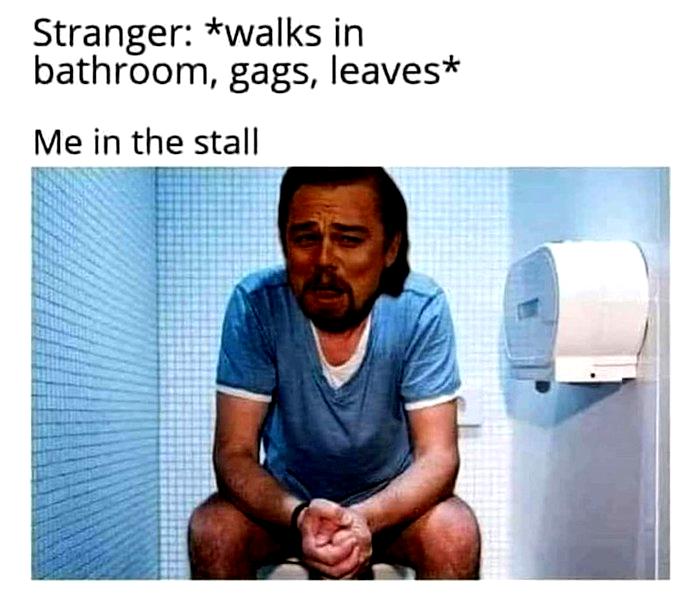 Stranger: *walks in
bathroom, gags, leaves*
Me in the stall